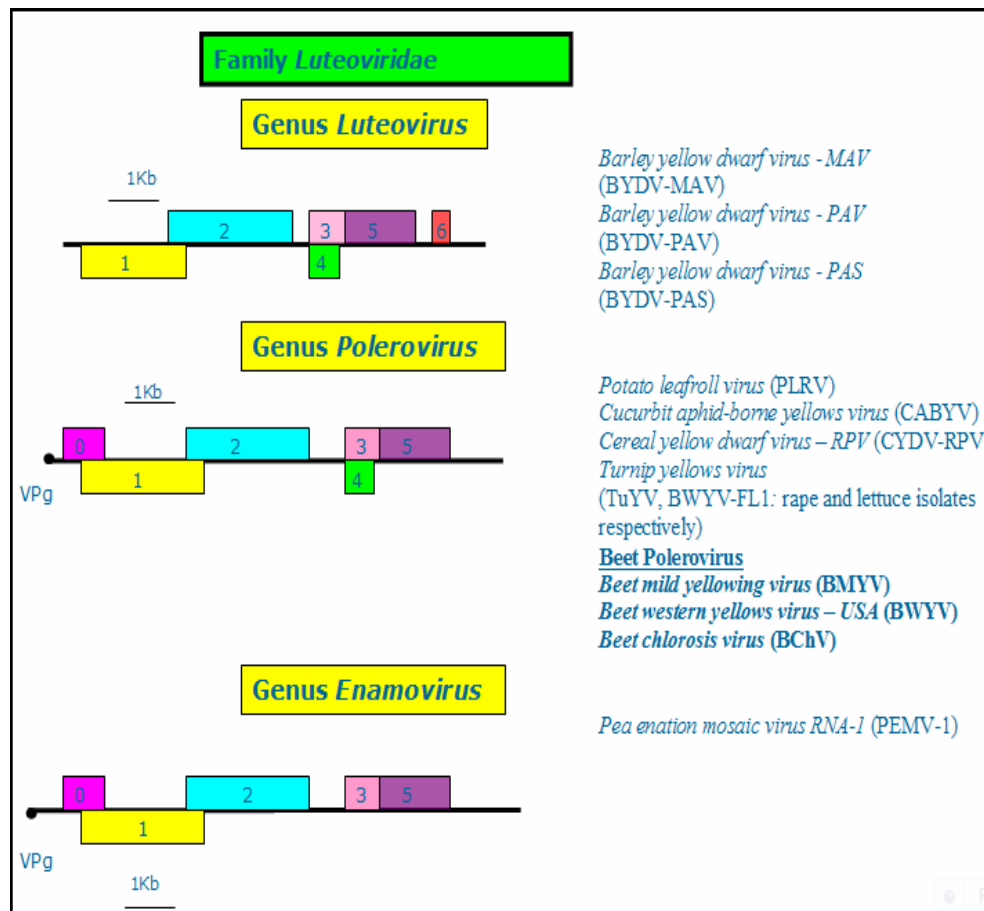 Family Luteoviridae
Genus Luteovirus
1Kb
2
3
5
6
1
4
Barley yellow dwarf virus - MAV
(BYDV-MAV)
Barley yellow dwarf virus - PAV
(BYDV-PAV)
Barley yellow dwarf virus - PAS
(BYDV-PAS)
Genus Polerovirus
1Kb
0
2
3
5
1
4
VPg
Potato leafroll virus (PLRV)
Cucurbit aphid-borne yellows virus (CABYV)
Cereal yellow dwarf virus – RPV (CYDV-RPV
Turnip yellows virus
(TuYV, BWYV-FL1: rape and lettuce isolates
respectively)
Beet Polerovirus
Beet mild yellowing virus (BMYV)
Beet western yellows virus – USA (BWYV)
Beet chlorosis virus (BChV)
Genus Enamovirus
Pea enation mosaic virus RNA-1 (PEMV-1)
0
2
3
5
1
VPg
1Kb